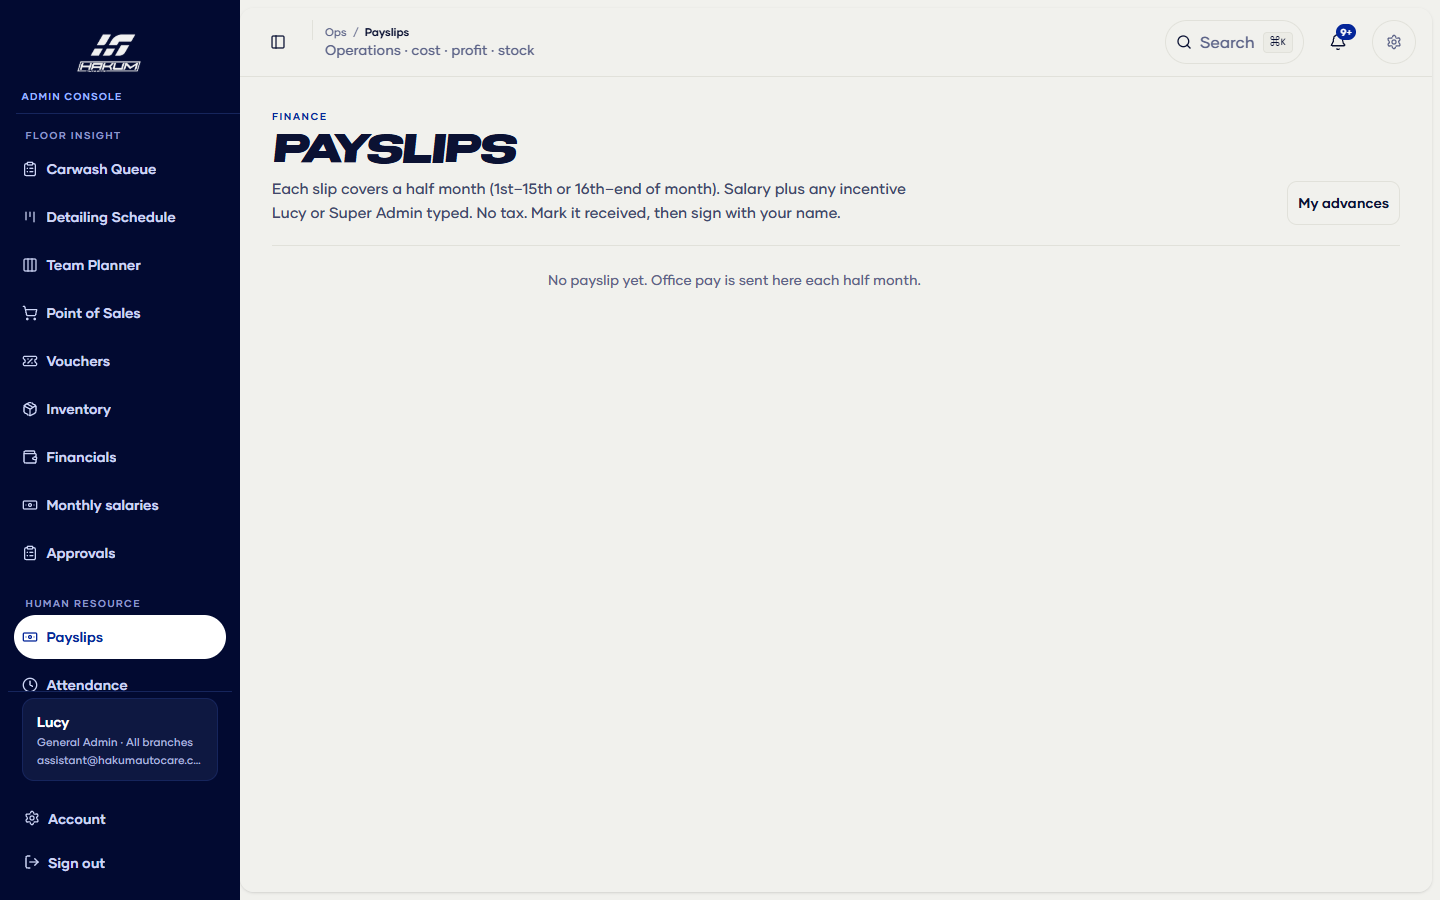 HAKUM
ADMIN CONSOLE
FLOOR INSIGHT
Carwash Queue
Detailing Schedule
Team Planner
Point of Sales
Vouchers
Inventory
Financials
Monthly salaries
Approvals
HUMAN RESOURCE
Payslips
Attendance
Lucy
General Admin · All branches
assistant@hakumautocare.c...
Account
Sign out
Ops / Payslips
Operations · cost · profit · stock
Search ⌘K
9+
FINANCE
PAYSLIPS
Each slip covers a half month (1st–15th or 16th–end of month). Salary plus any incentive
Lucy or Super Admin typed. No tax. Mark it received, then sign with your name.
My advances
No payslip yet. Office pay is sent here each half month.